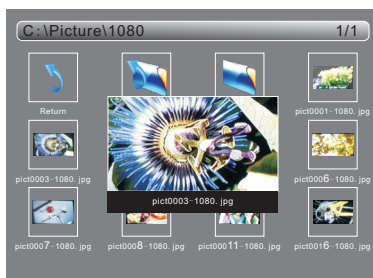 C:\Picture\1080 1/1
Return
pict0001-1080. jpg
pict0003-1080. jpg
pict0006-1080. jpg
pict0003-1080. jpg
pict0007-1080. jpg
pict0008-1080. jpg
pict0011-1080. jpg
pict0016-1080. jpg